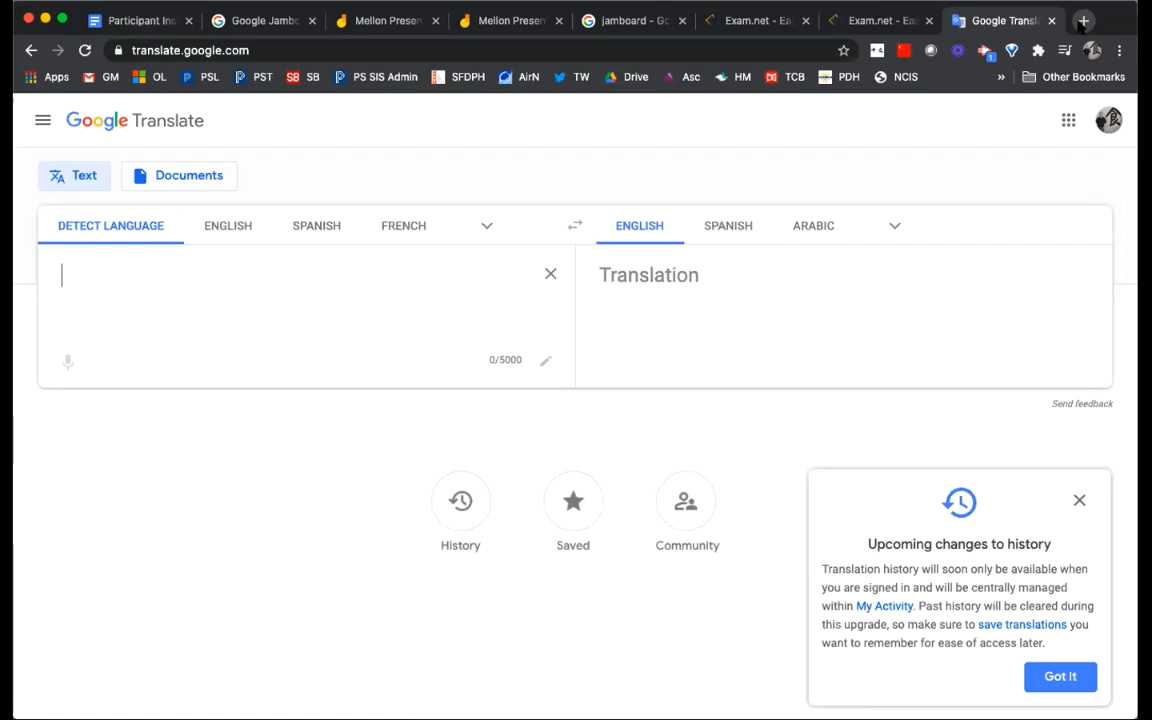 Participant Ins
Google Jambo
Mellon Presen
Mellon Presen
jamboard - Go
Exam.net - Ea
Exam.net - Eas
Google Transl
translate.google.com
Apps
GM
OL
PSL
PST
SB
SB
PS SIS Admin
SFDPH
AirN
TW
Drive
Asc
HM
TCB
PDH
NCIS
»
Other Bookmarks
Google Translate
Text
Documents
DETECT LANGUAGE
ENGLISH
SPANISH
FRENCH
ENGLISH
SPANISH
ARABIC
Translation
0/5000
Send feedback
History
Saved
Community
Upcoming changes to history
Translation history will soon only be available when
you are signed in and will be centrally managed
within My Activity. Past history will be cleared during
this upgrade, so make sure to save translations you
want to remember for ease of access later.
Got it